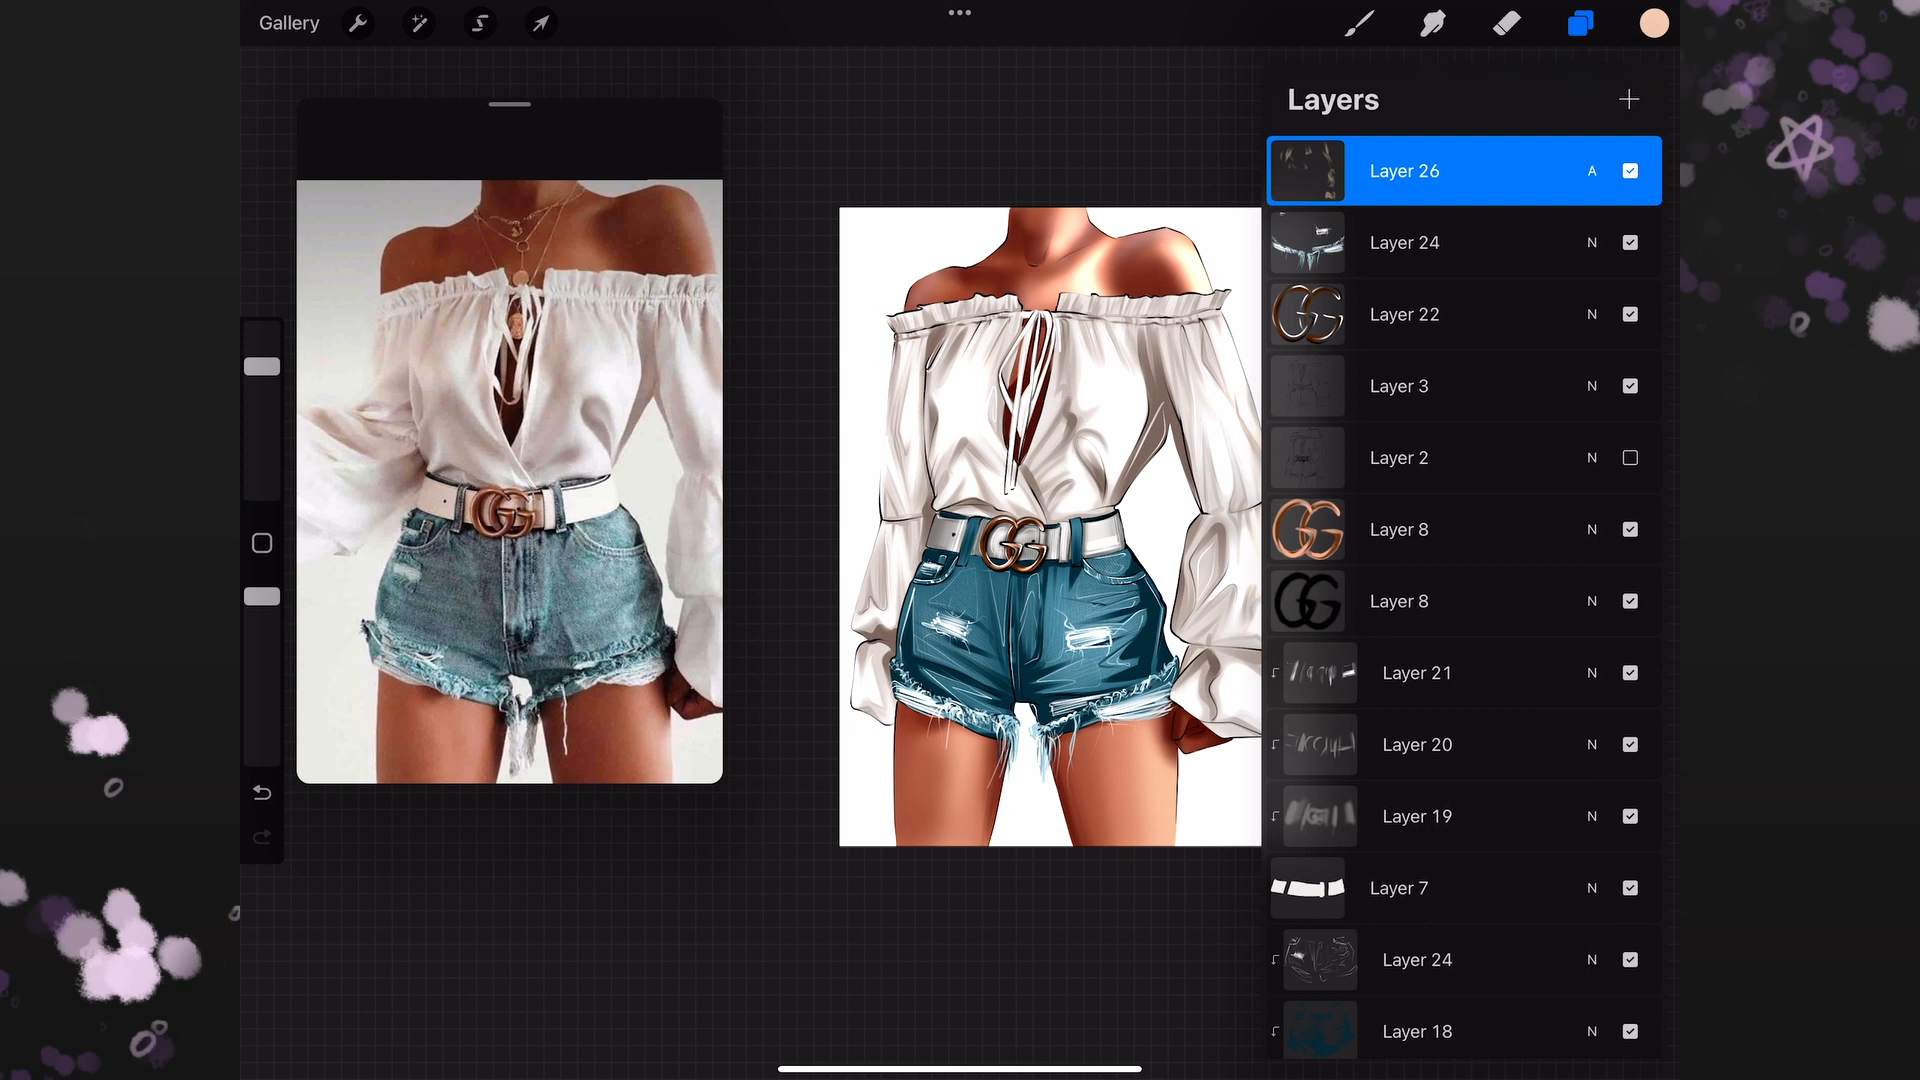 Gallery
Layers
Layer 26 A
Layer 24 N
Layer 22 N
Layer 3 N
Layer 2 N
Layer 8 N
Layer 8 N
Layer 21 N
Layer 20 N
Layer 19 N
Layer 7 N
Layer 24 N
Layer 18 N